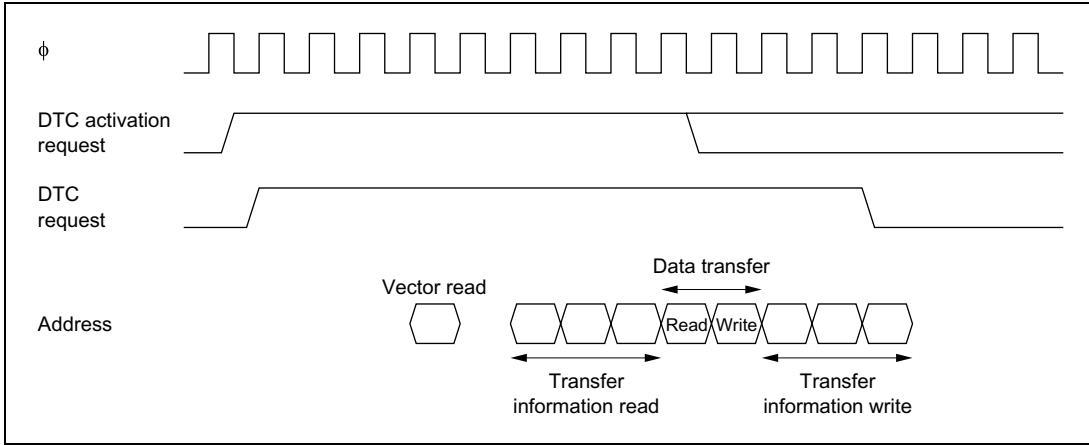 ϕ
DTC activation
request
DTC
request
Data transfer
Vector read
Address
Read Write
Transfer
information read
Transfer
information write